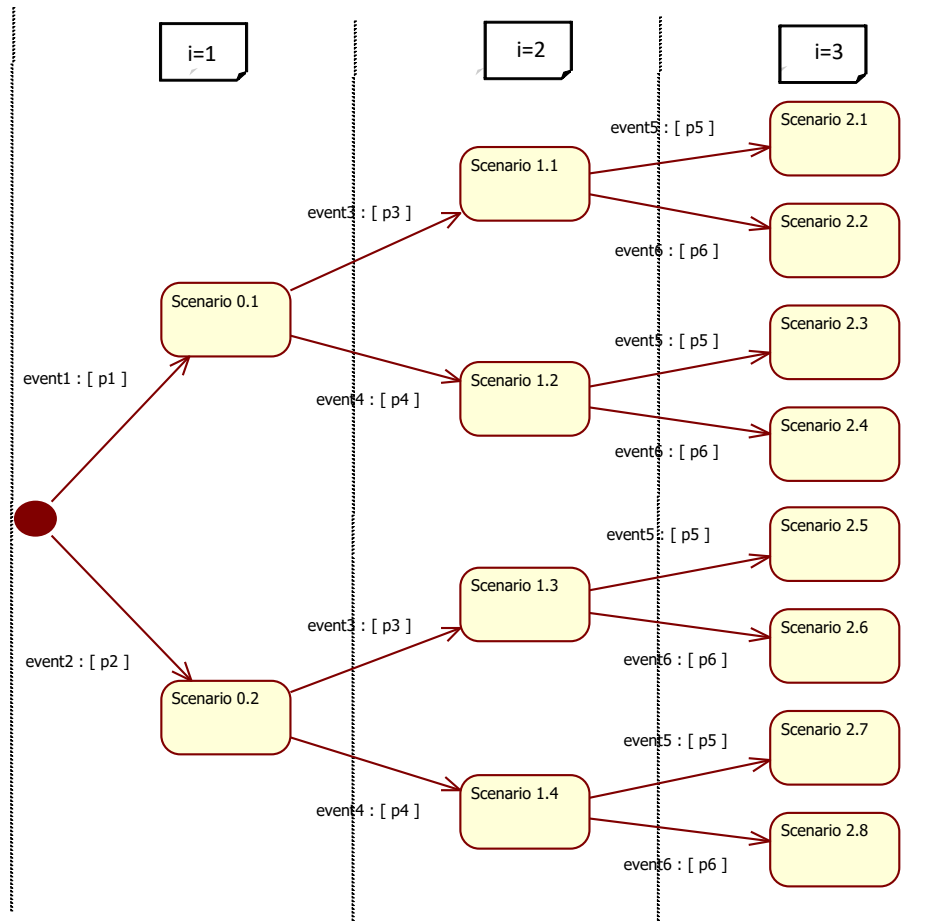 i=1
i=2
i=3
Scenario 2.1
event5 : [ p5 ]
Scenario 1.1
event3 : [ p3 ]
Scenario 2.2
event6 : [ p6 ]
Scenario 0.1
Scenario 2.3
event5 : [ p5 ]
event1 : [ p1 ]
Scenario 1.2
event4 : [ p4 ]
Scenario 2.4
event6 : [ p6 ]
Scenario 2.5
event5 : [ p5 ]
Scenario 1.3
event3 : [ p3 ]
Scenario 2.6
event6 : [ p6 ]
event2 : [ p2 ]
Scenario 0.2
Scenario 2.7
event5 : [ p5 ]
Scenario 1.4
event4 : [ p4 ]
Scenario 2.8
event6 : [ p6 ]